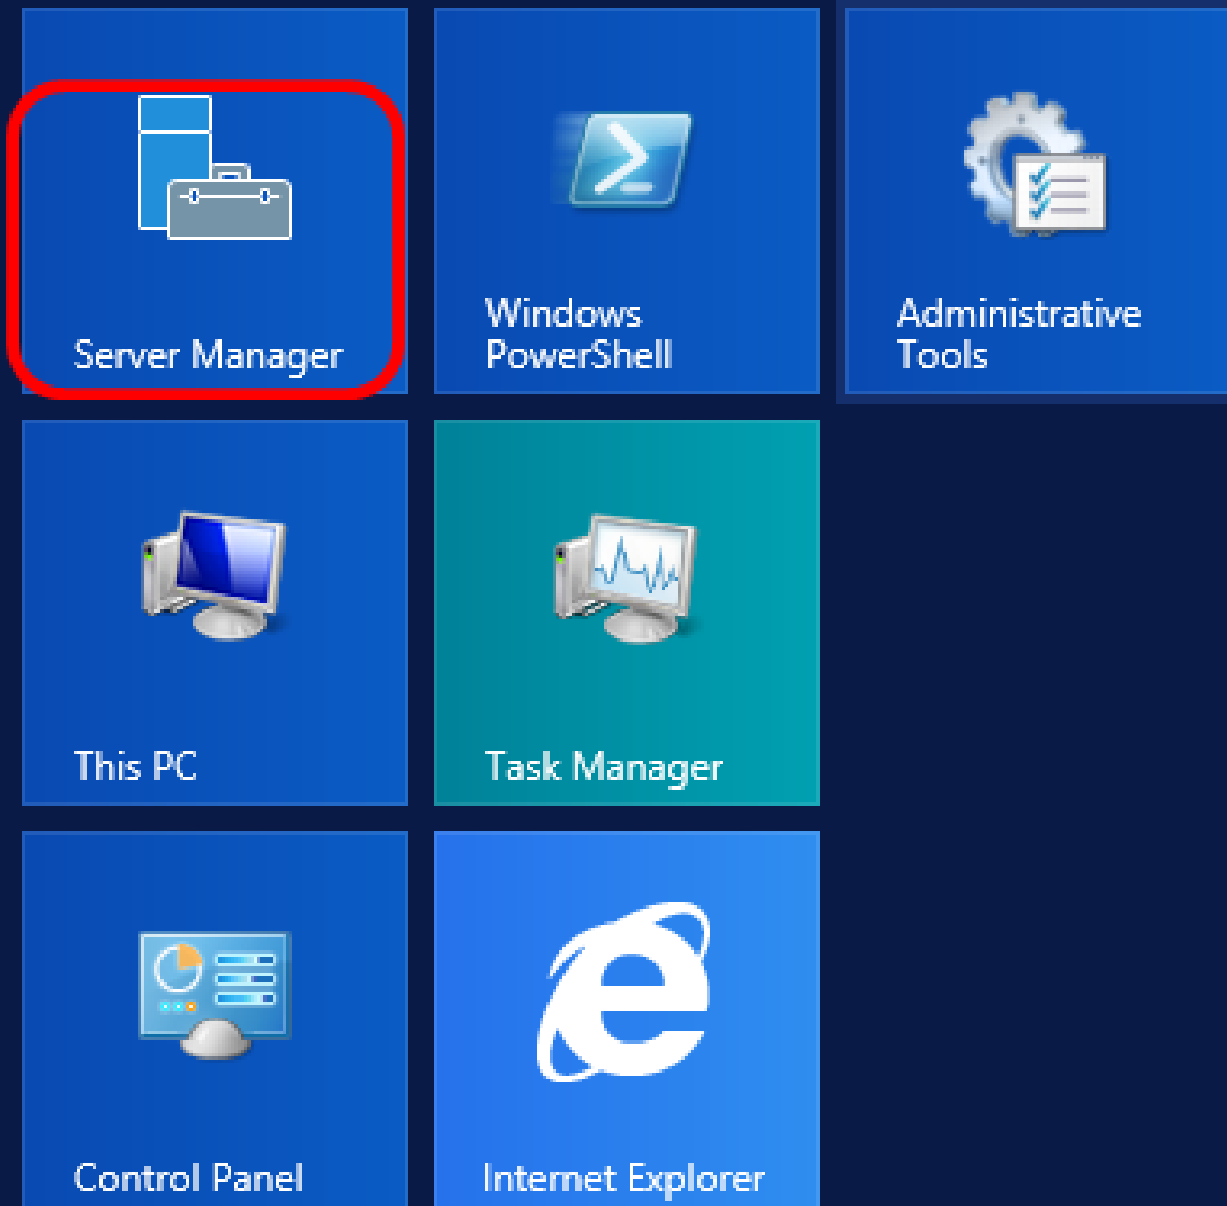 Server Manager
Windows
PowerShell
Administrative
Tools
This PC
Task Manager
Control Panel
Internet Explorer